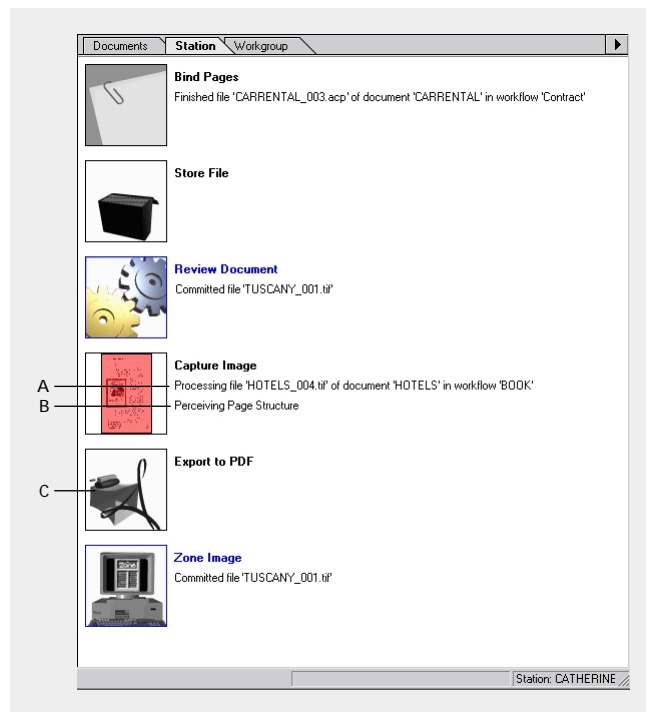 Documents Station Workgroup
Bind Pages
Finished file 'CARRENTAL_003.acp' of document 'CARRENTAL' in workflow 'Contract'
Store File
Review Document
Committed file 'TUSCANY_001.tif'
Capture Image
A Processing file 'HOTELS_004.tif' of document 'HOTELS' in workflow 'BOOK'
B Perceiving Page Structure
Export to PDF
C
Zone Image
Zone
Committed file 'TUSCANY_001.tif'
Station: CATHERINE